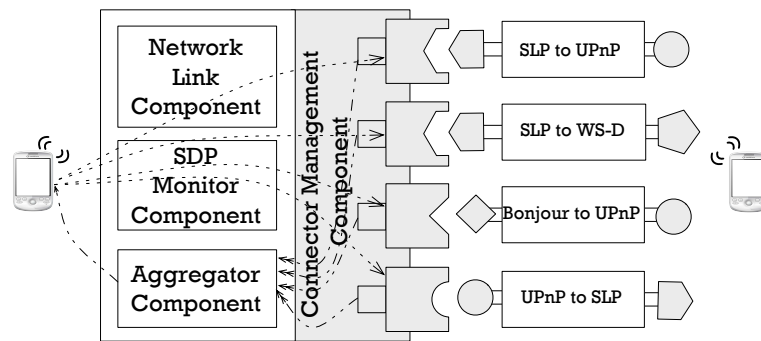 Network
Link
Component
SDP
Monitor
Component
Aggregator
Component
Connector Management
Component
SLP to UPnP
SLP to WS-D
Bonjour to UPnP
UPnP to SLP